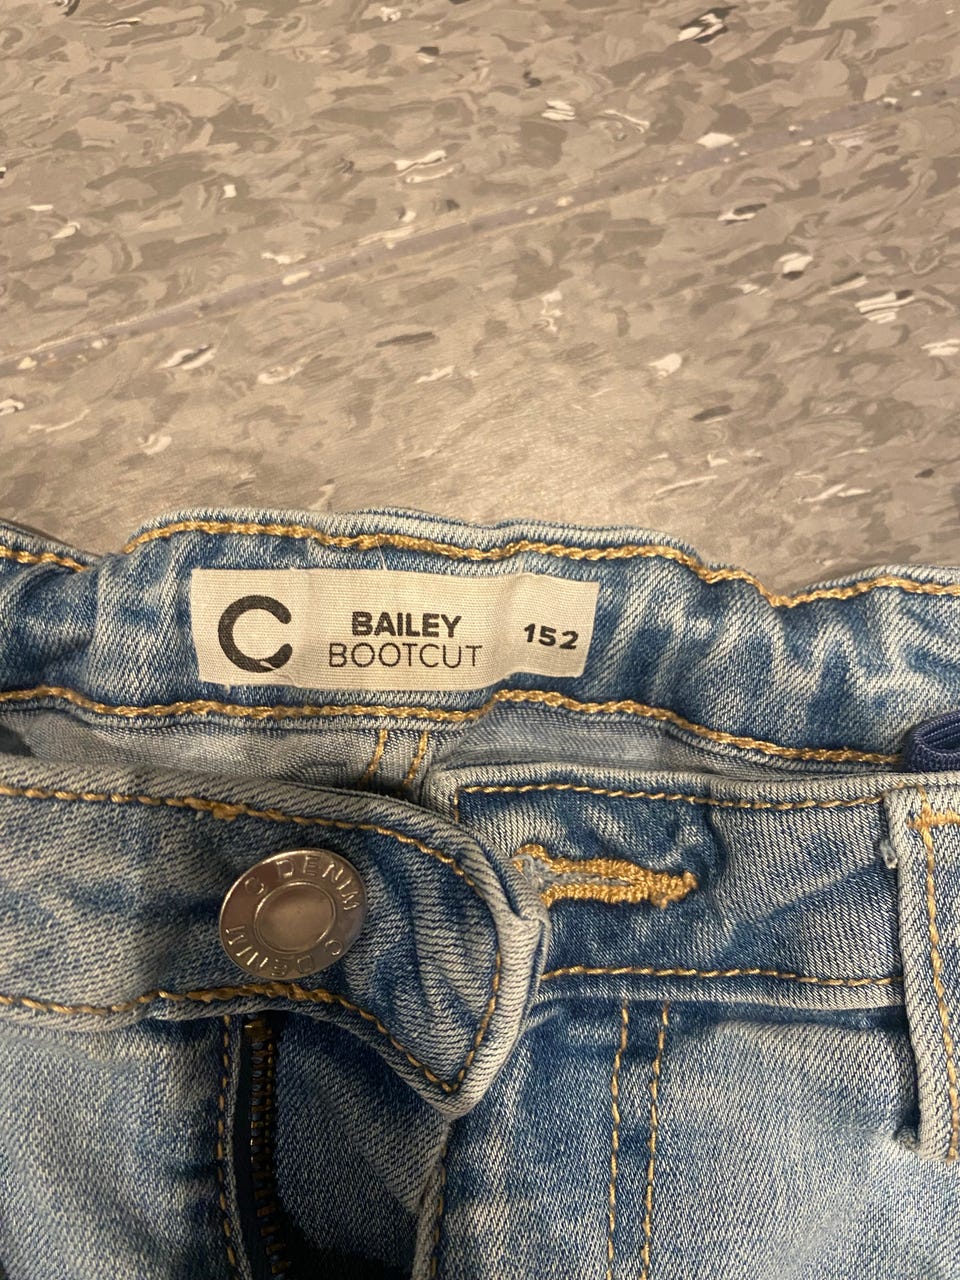 C
BAILEY
BOOTCUT
152
C DENIM C DENIM